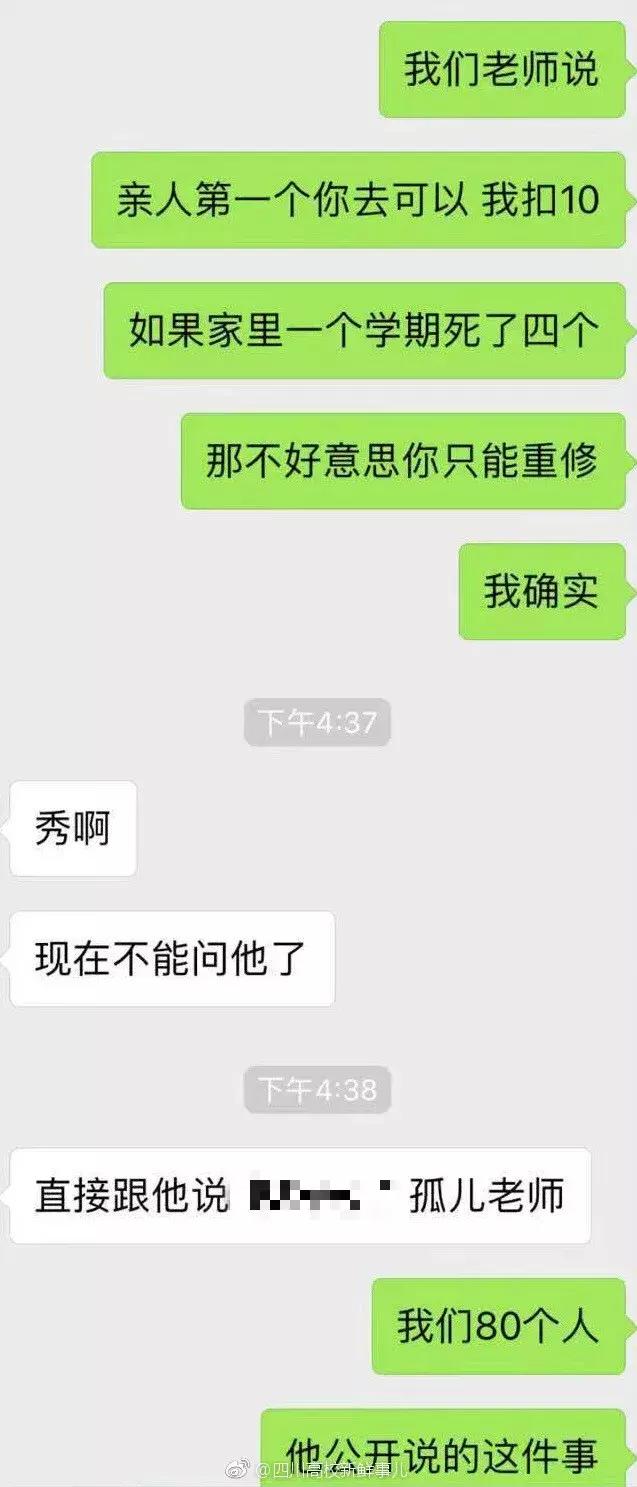 我们老师说
亲人第一个你去可以 我扣10
如果家里一个学期死了四个
那不好意思你只能重修
我确实
下午4:37
秀啊
现在不能问他了
下午4:38
直接跟他说 孤儿老师
我们80个人
他公开说的这件事
@四川高校新鲜事儿